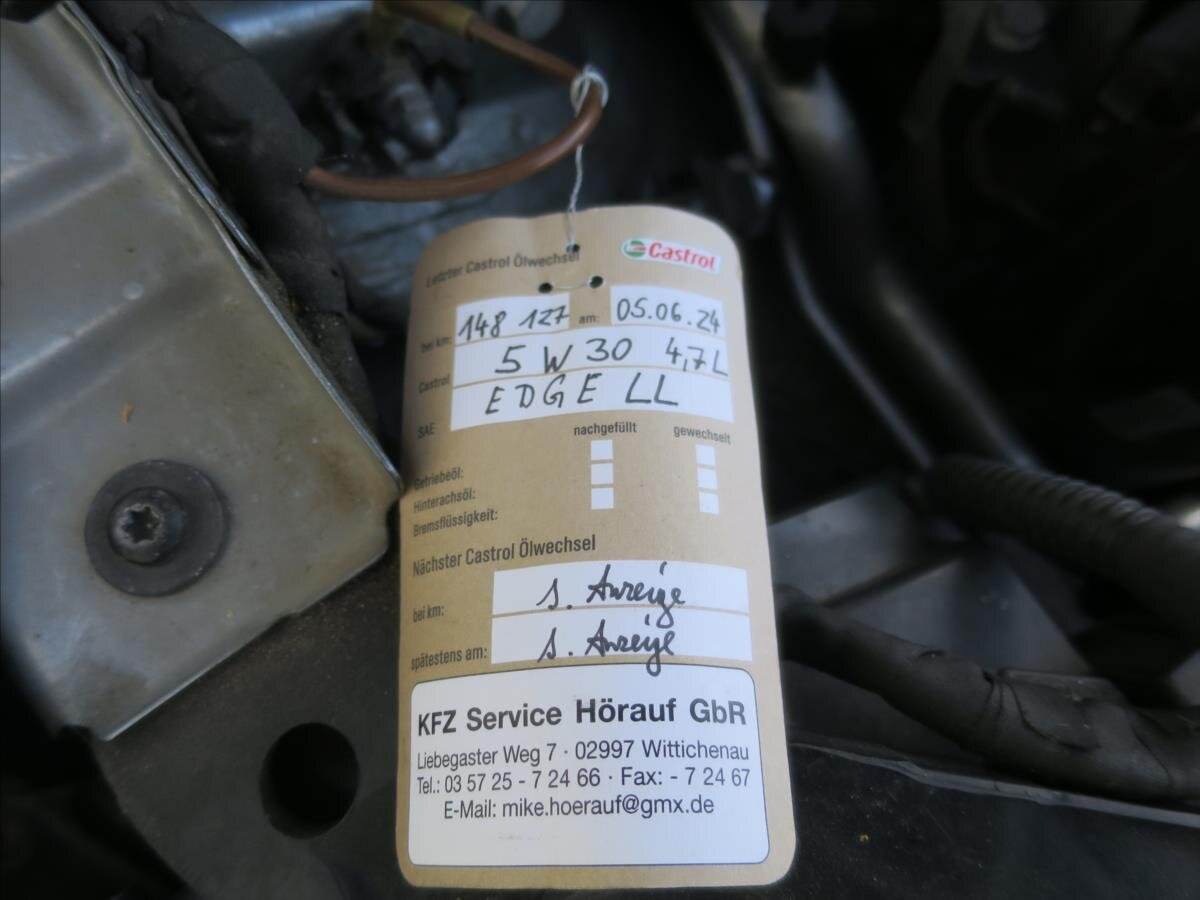 Castrol
Letzter Castrol Ölwechsel
bei km: 148 127 am: 05.06.24
Castrol 5 W 30 4,7 L
SAE EDGE LL
nachgefüllt gewechselt
Getriebeöl:
Hinterachsöl:
Bremsflüssigkeit:
Nächster Castrol Ölwechsel
bei km: s. Anzeige
spätestens am: s. Anzeige
KFZ Service Hörauf GbR
Liebegaster Weg 7 · 02997 Wittichenau
Tel.: 03 57 25 - 7 24 66 · Fax: - 7 24 67
E-Mail: mike.hoerauf@gmx.de